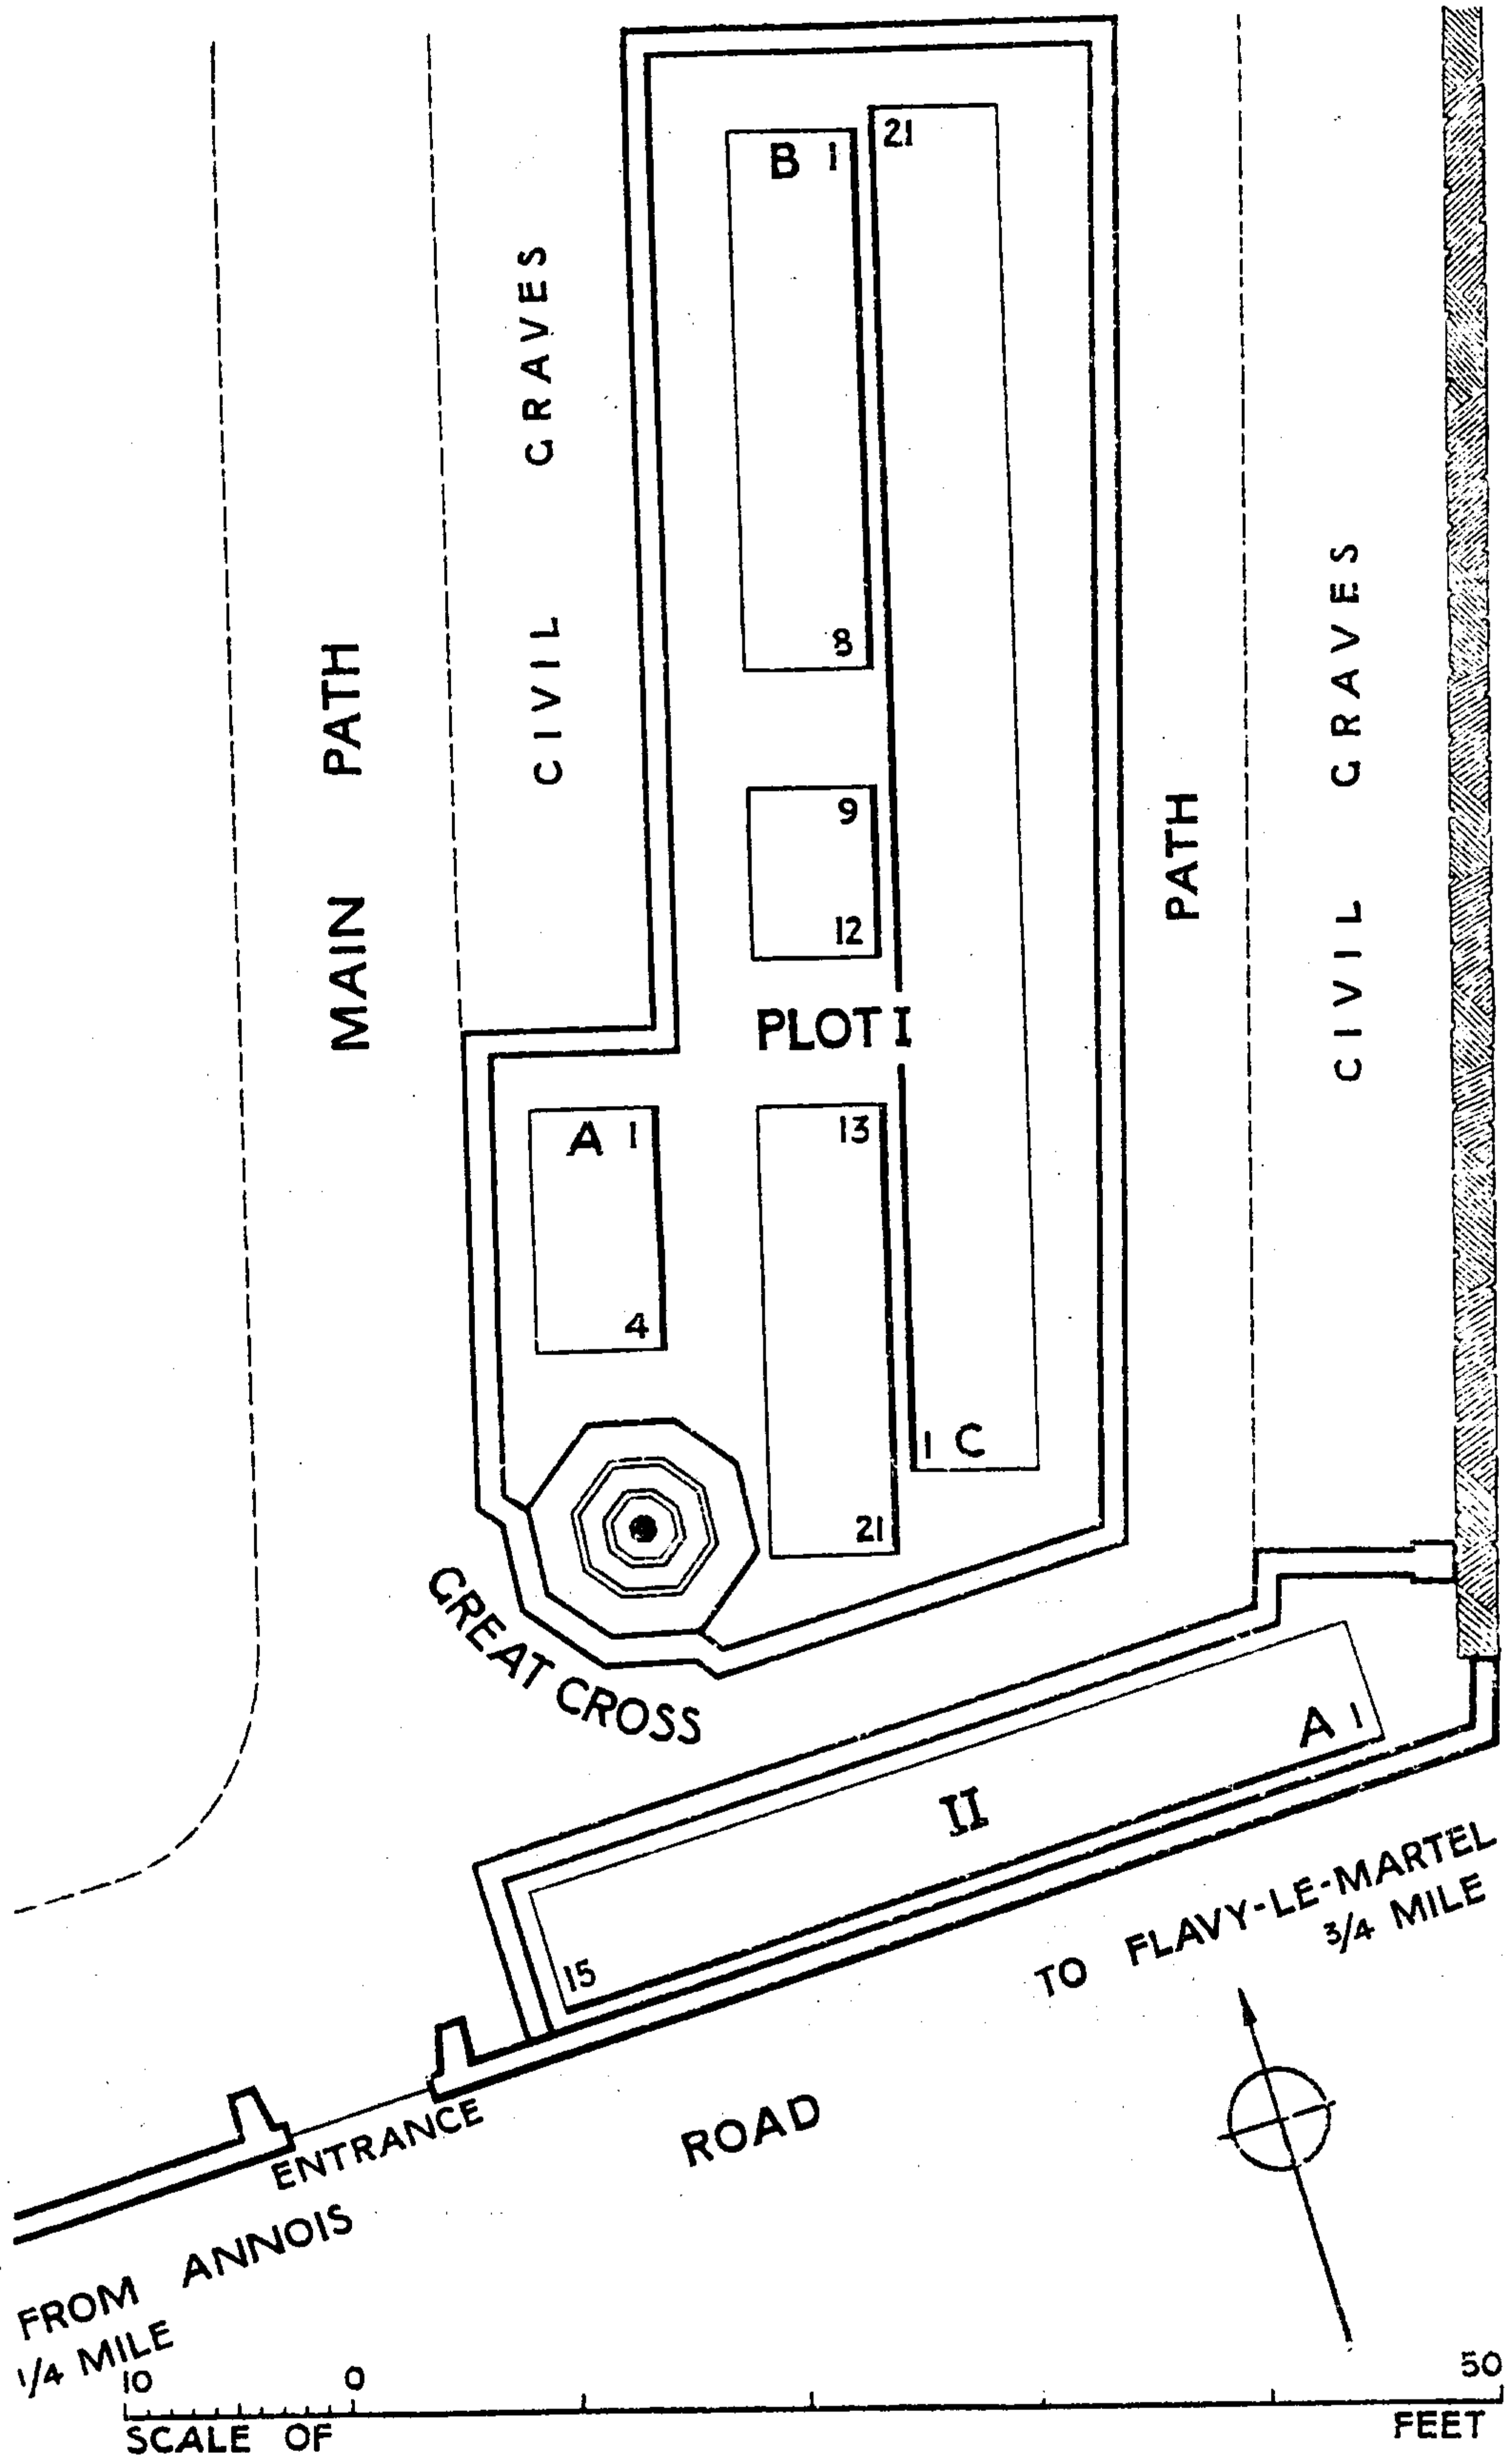 B 1
21
CIVIL GRAVES
8
MAIN PATH
9
12
PATH
CIVIL GRAVES
PLOT I
A 1
13
4
1 C
21
GREAT CROSS
A 1
II
15
TO FLAVY-LE-MARTEL
3/4 MILE
ENTRANCE
ROAD
FROM ANNOIS
1/4 MILE
10 0 50
SCALE OF FEET